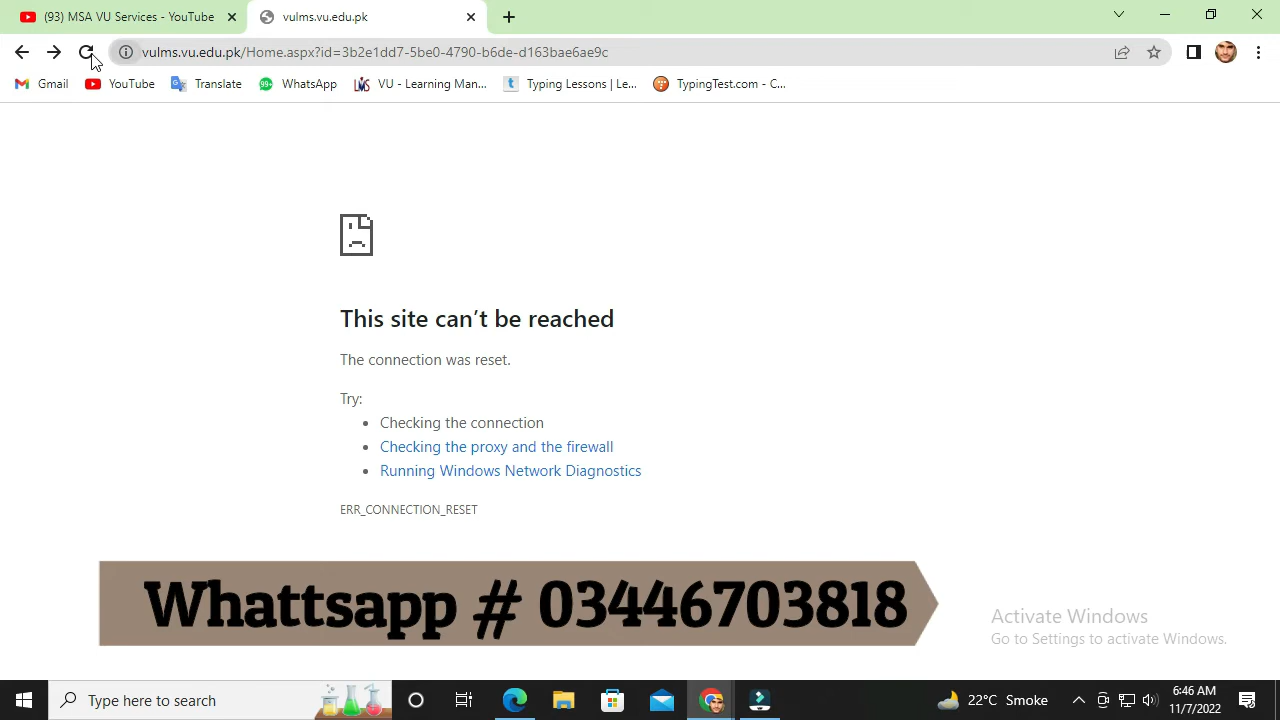 (93) MSA VU Services - YouTube
vulms.vu.edu.pk
vulms.vu.edu.pk/Home.aspx?id=3b2e1dd7-5be0-4790-b6de-d163bae6ae9c
Gmail YouTube Translate 99+ WhatsApp VU - Learning Man... t Typing Lessons | Le... TypingTest.com - C...
This site can't be reached
The connection was reset.
Try:
Checking the connection
Checking the proxy and the firewall
Running Windows Network Diagnostics
ERR_CONNECTION_RESET
Whattsapp # 03446703818
Activate Windows
Go to Settings to activate Windows.
Type here to search
22°C Smoke
6:46 AM
11/7/2022